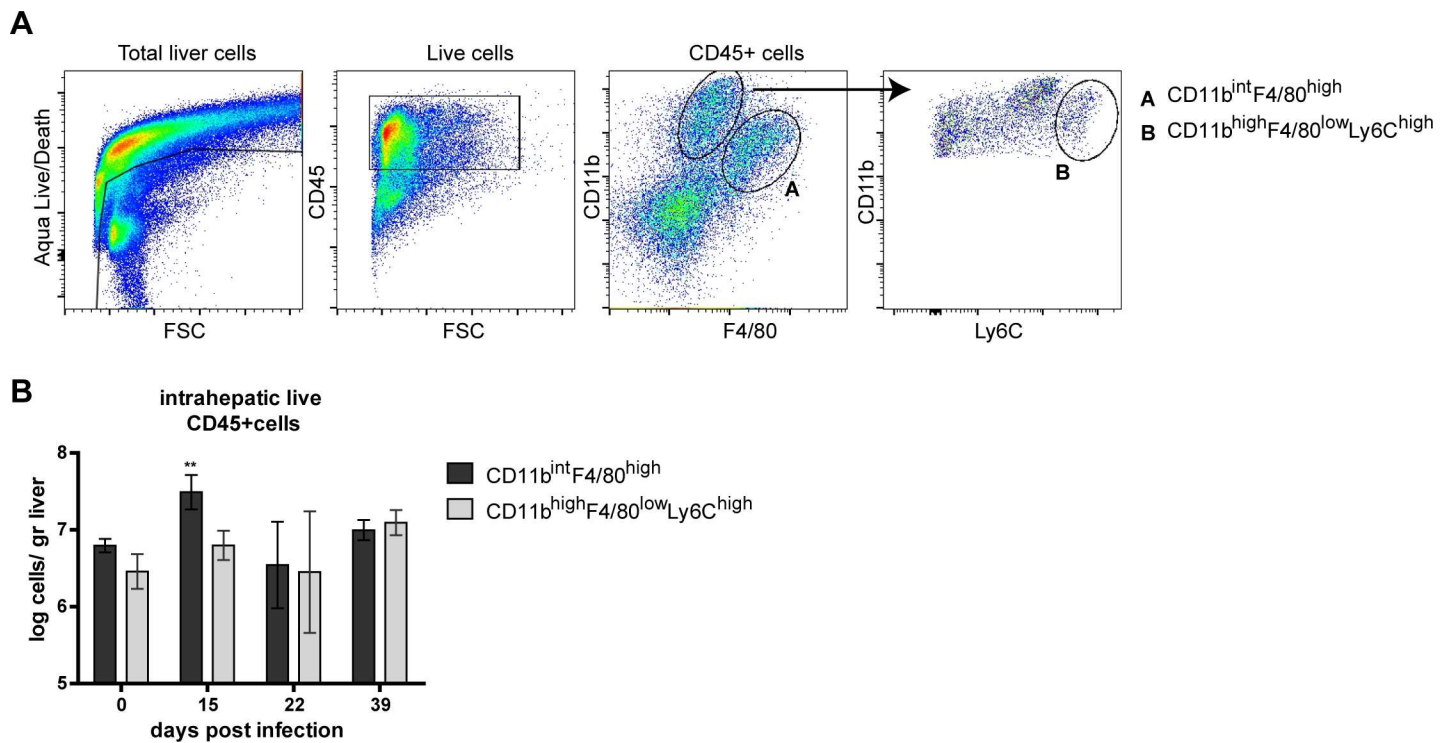 A
Total liver cells
Live cells
CD45+ cells
Aqua Live/Death
FSC
CD45
FSC
CD11b
A
F4/80
CD11b
B
Ly6C
A CD11bintF4/80high
B CD11bhighF4/80lowLy6Chigh
B
intrahepatic live
CD45+cells
log cells/ gr liver
8
7
6
5
**
0 15 22 39
days post infection
CD11bintF4/80high
CD11bhighF4/80lowLy6Chigh